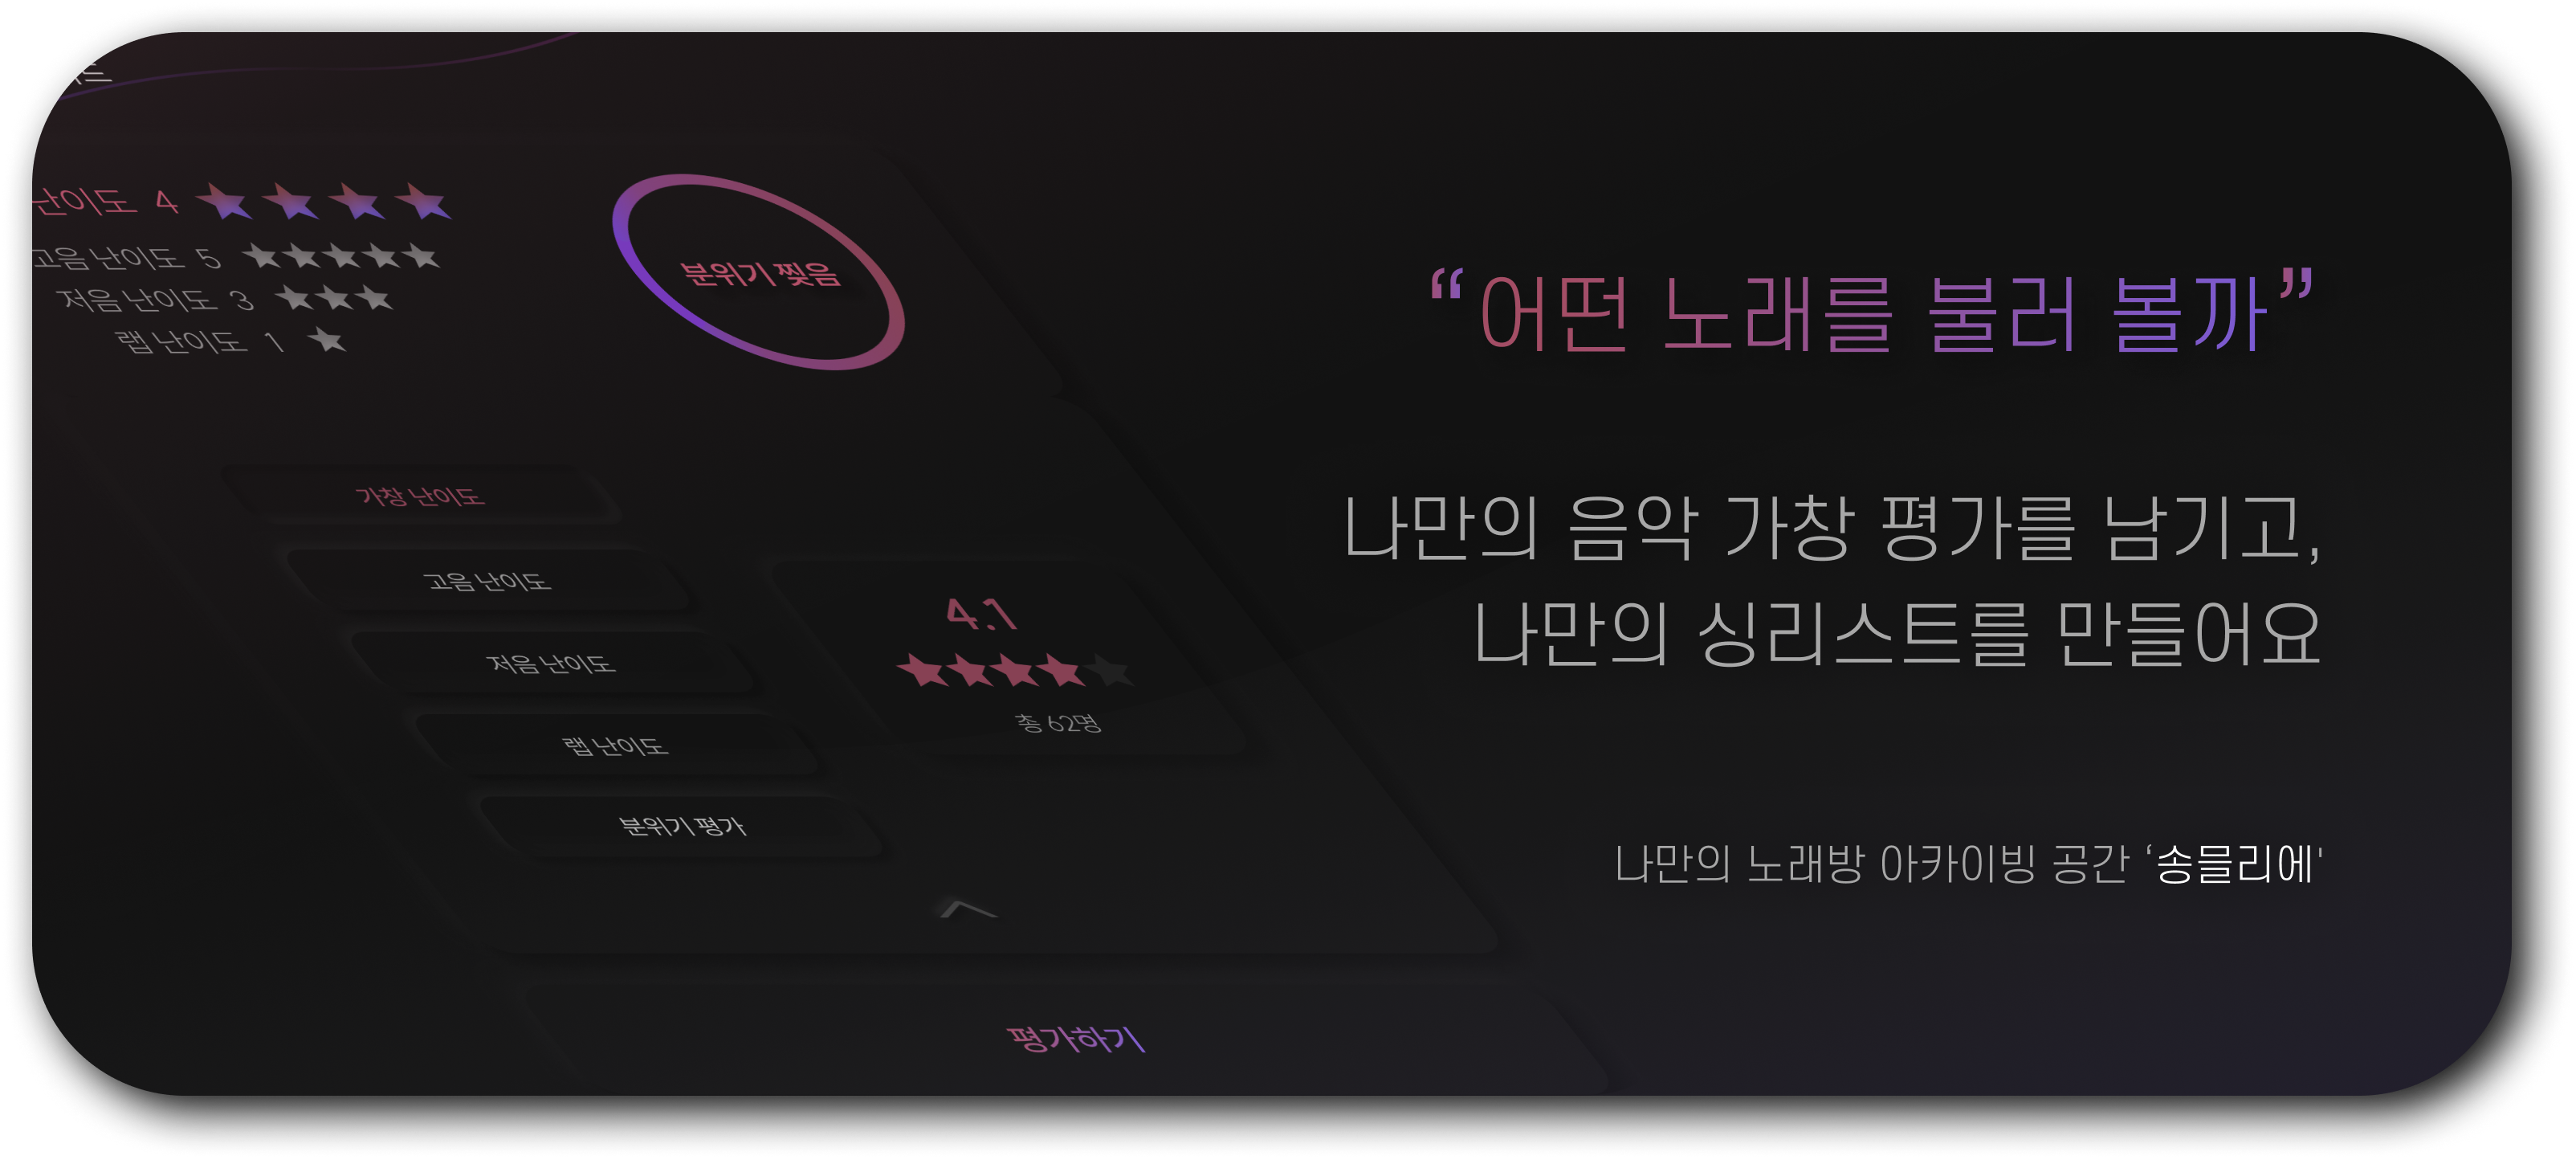 난이도 4
고음 난이도 5
저음 난이도 3
랩 난이도 1
분위기 찢음
가창 난이도
고음 난이도
저음 난이도
랩 난이도
분위기 평가
4.1
총 62명
평가하기
“어떤 노래를 불러 볼까”
나만의 음악 가창 평가를 남기고,
나만의 싱리스트를 만들어요
나만의 노래방 아카이빙 공간 ‘송믈리에'